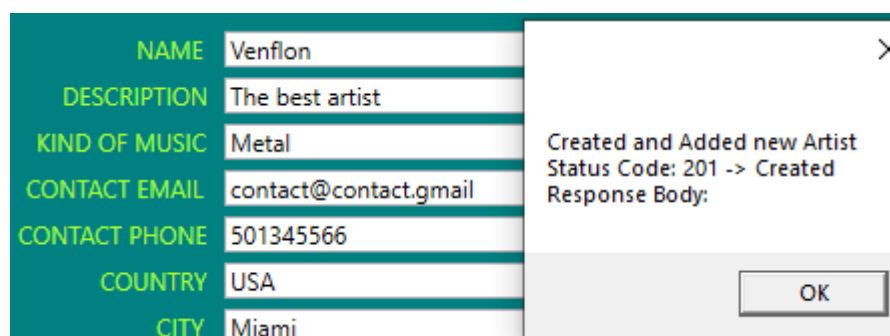 NAME Venflon
DESCRIPTION The best artist
KIND OF MUSIC Metal
CONTACT EMAIL contact@contact.gmail
CONTACT PHONE 501345566
COUNTRY USA
CITY Miami
Created and Added new Artist
Status Code: 201 -> Created
Response Body:
OK